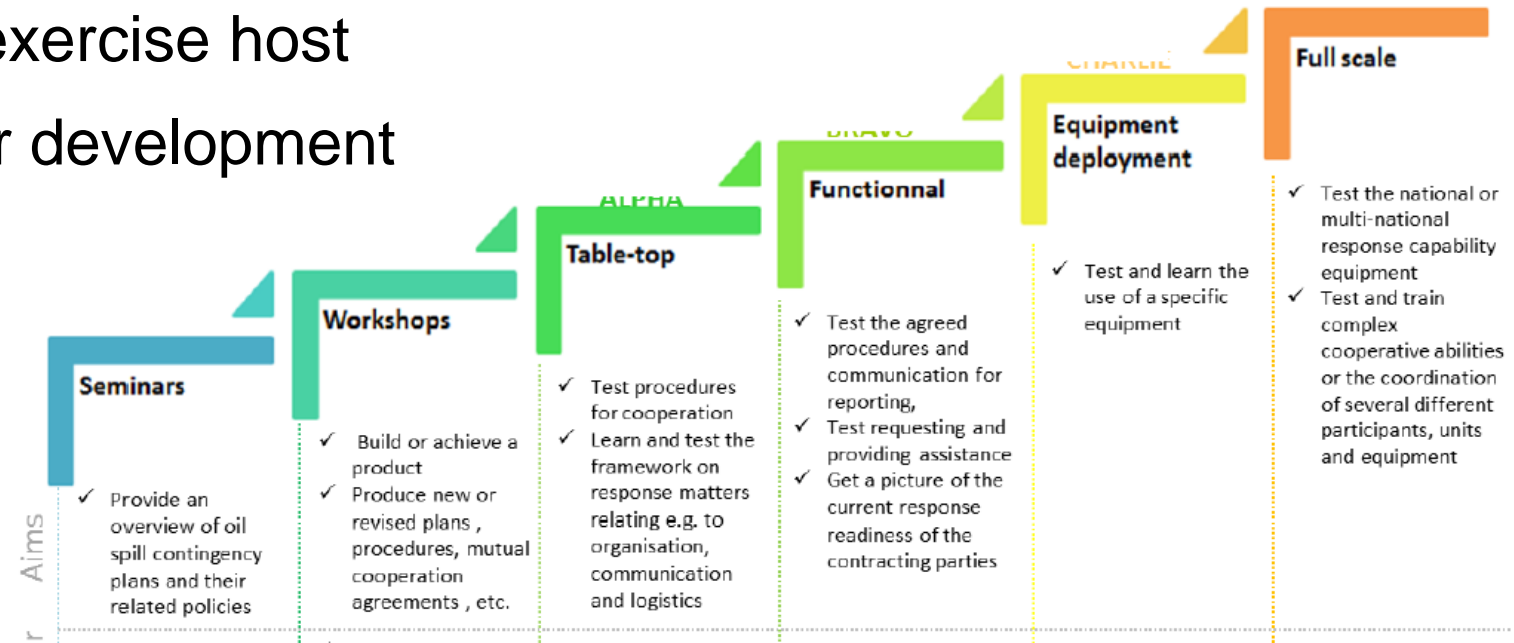 exercise host
development
Full scale
CHARLIE
Equipment
deployment
BRAVO
Functionnal
ALPHA
Table-top
Workshops
Seminars
✓ Test the national or
multi-national
response capability
equipment
✓ Test and train
complex
cooperative abilities
or the coordination
of several different
participants, units
and equipment
✓ Test and learn the
use of a specific
equipment
✓ Test the agreed
procedures and
communication for
reporting,
✓ Test requesting and
providing assistance
✓ Get a picture of the
current response
readiness of the
contracting parties
✓ Test procedures
for cooperation
✓ Learn and test the
framework on
response matters
relating e.g. to
organisation,
communication
and logistics
✓ Build or achieve a
product
✓ Produce new or
revised plans ,
procedures, mutual
cooperation
agreements , etc.
✓ Provide an
overview of oil
spill contingency
plans and their
related policies
Aims